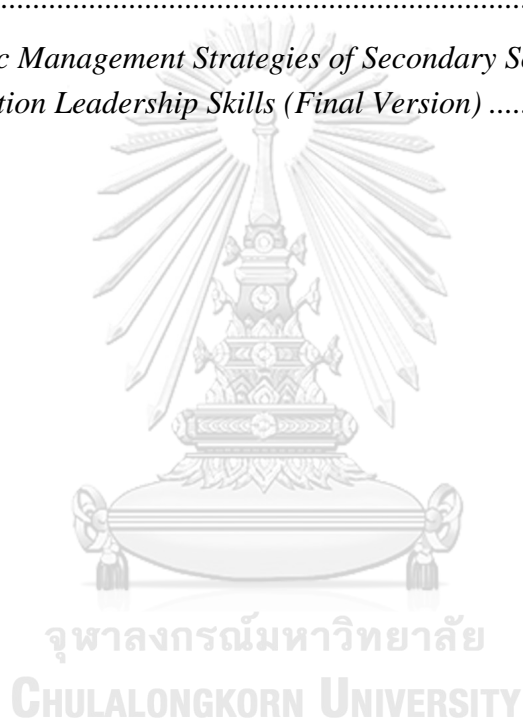 ................................................................
c Management Strategies of Secondary S
tion Leadership Skills (Final Version) .....
จุฬาลงกรณ์มหาวิทยาลัย
CHULALONGKORN UNIVERSITY